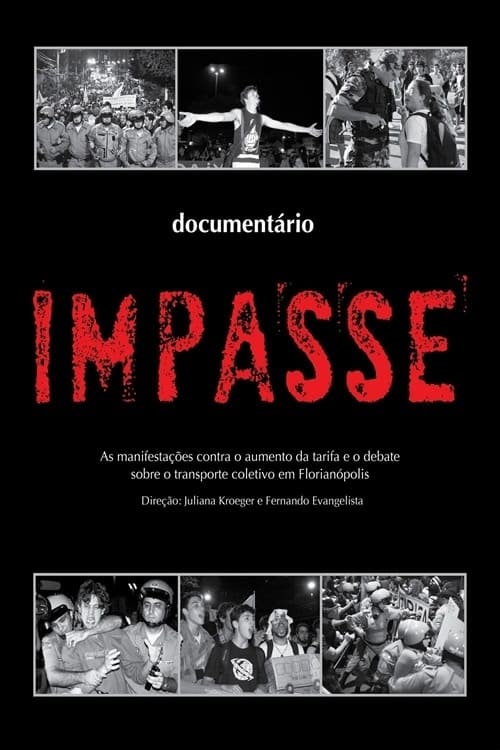 documentário
IMPASSE
As manifestações contra o aumento da tarifa e o debate
sobre o transporte coletivo em Florianópolis
Direção: Juliana Kroeger e Fernando Evangelista